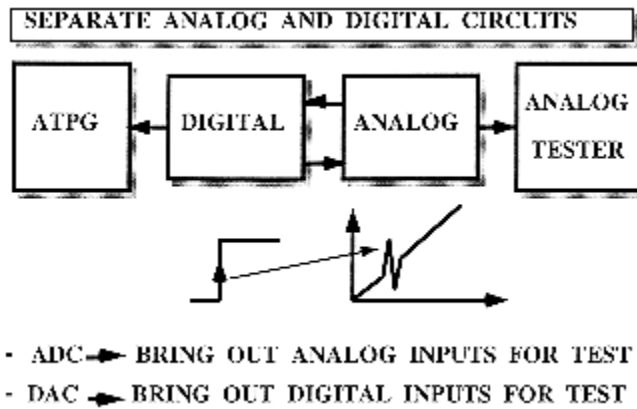 SEPARATE ANALOG AND DIGITAL CIRCUITS
ATPG
DIGITAL
ANALOG
ANALOG
TESTER
- ADC → BRING OUT ANALOG INPUTS FOR TEST
- DAC → BRING OUT DIGITAL INPUTS FOR TEST